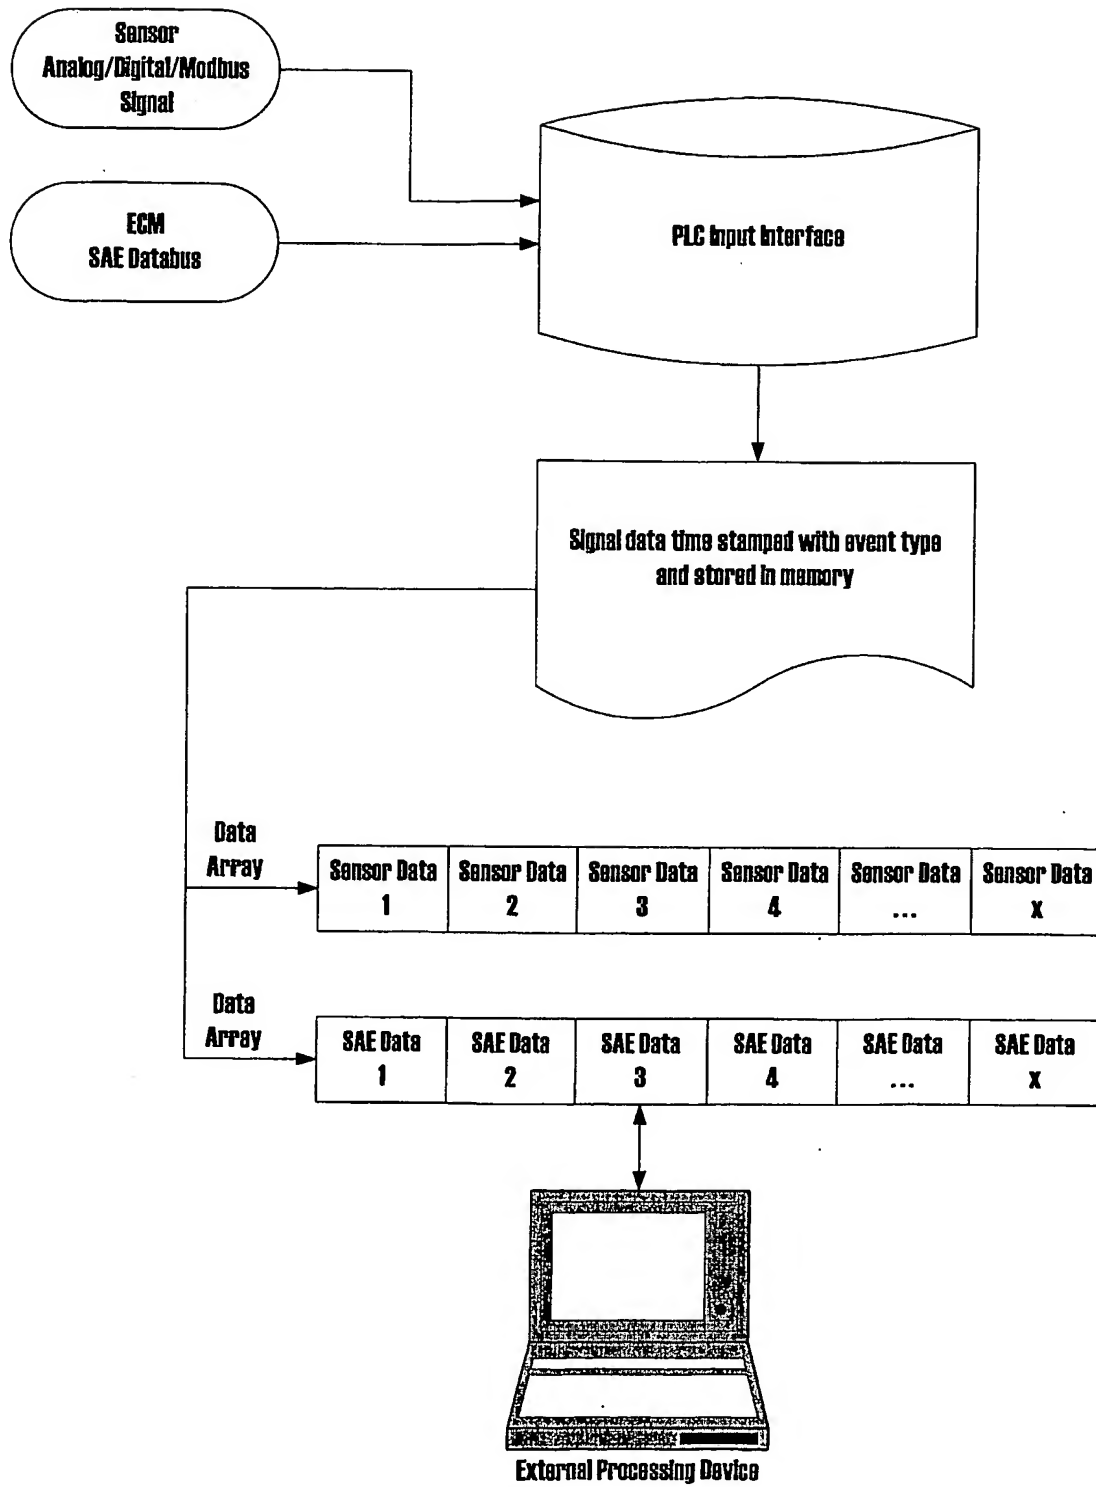 Sensor
Analog/Digital/Modbus
Signal
ECM
SAE Databus
PLC Input Interface
Signal data time stamped with event type
and stored in memory
Data
Array
Sensor Data
1
Sensor Data
2
Sensor Data
3
Sensor Data
4
Sensor Data
...
Sensor Data
x
Data
Array
SAE Data
1
SAE Data
2
SAE Data
3
SAE Data
4
SAE Data
...
SAE Data
x
External Processing Device